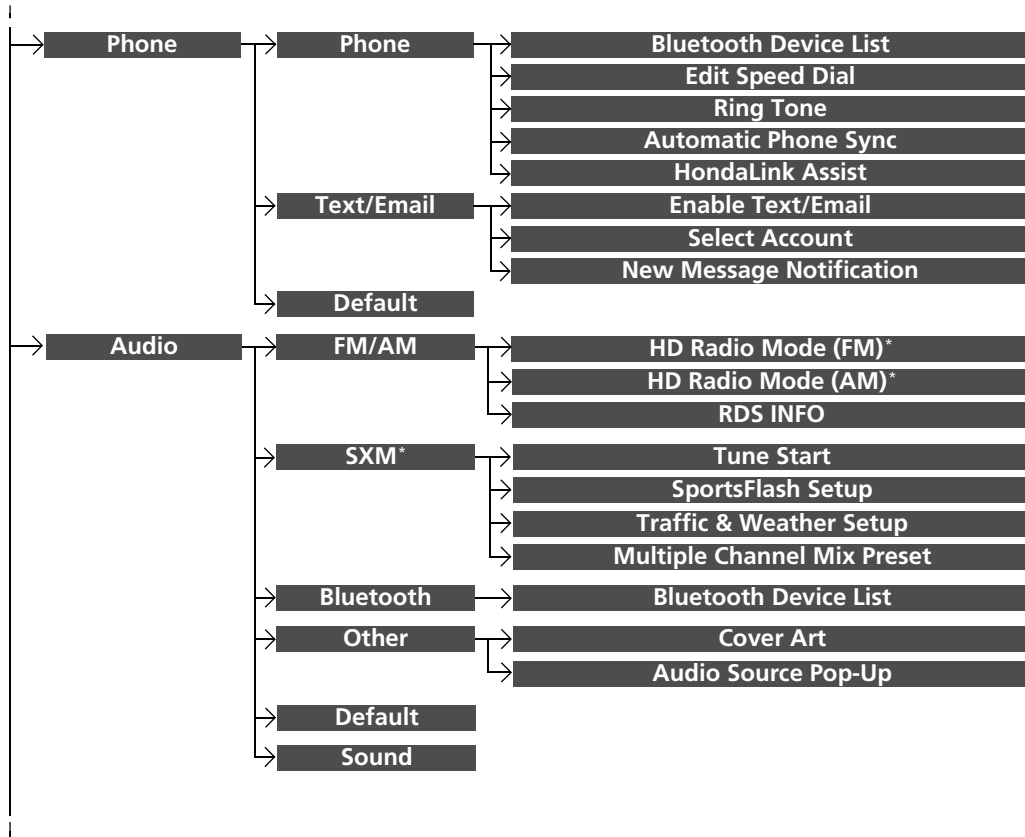 Phone
Phone
Bluetooth Device List
Edit Speed Dial
Ring Tone
Automatic Phone Sync
HondaLink Assist
Text/Email
Enable Text/Email
Select Account
New Message Notification
Default
Audio
FM/AM
HD Radio Mode (FM)*
HD Radio Mode (AM)*
RDS INFO
SXM*
Tune Start
SportsFlash Setup
Traffic & Weather Setup
Multiple Channel Mix Preset
Bluetooth
Bluetooth Device List
Other
Cover Art
Audio Source Pop-Up
Default
Sound